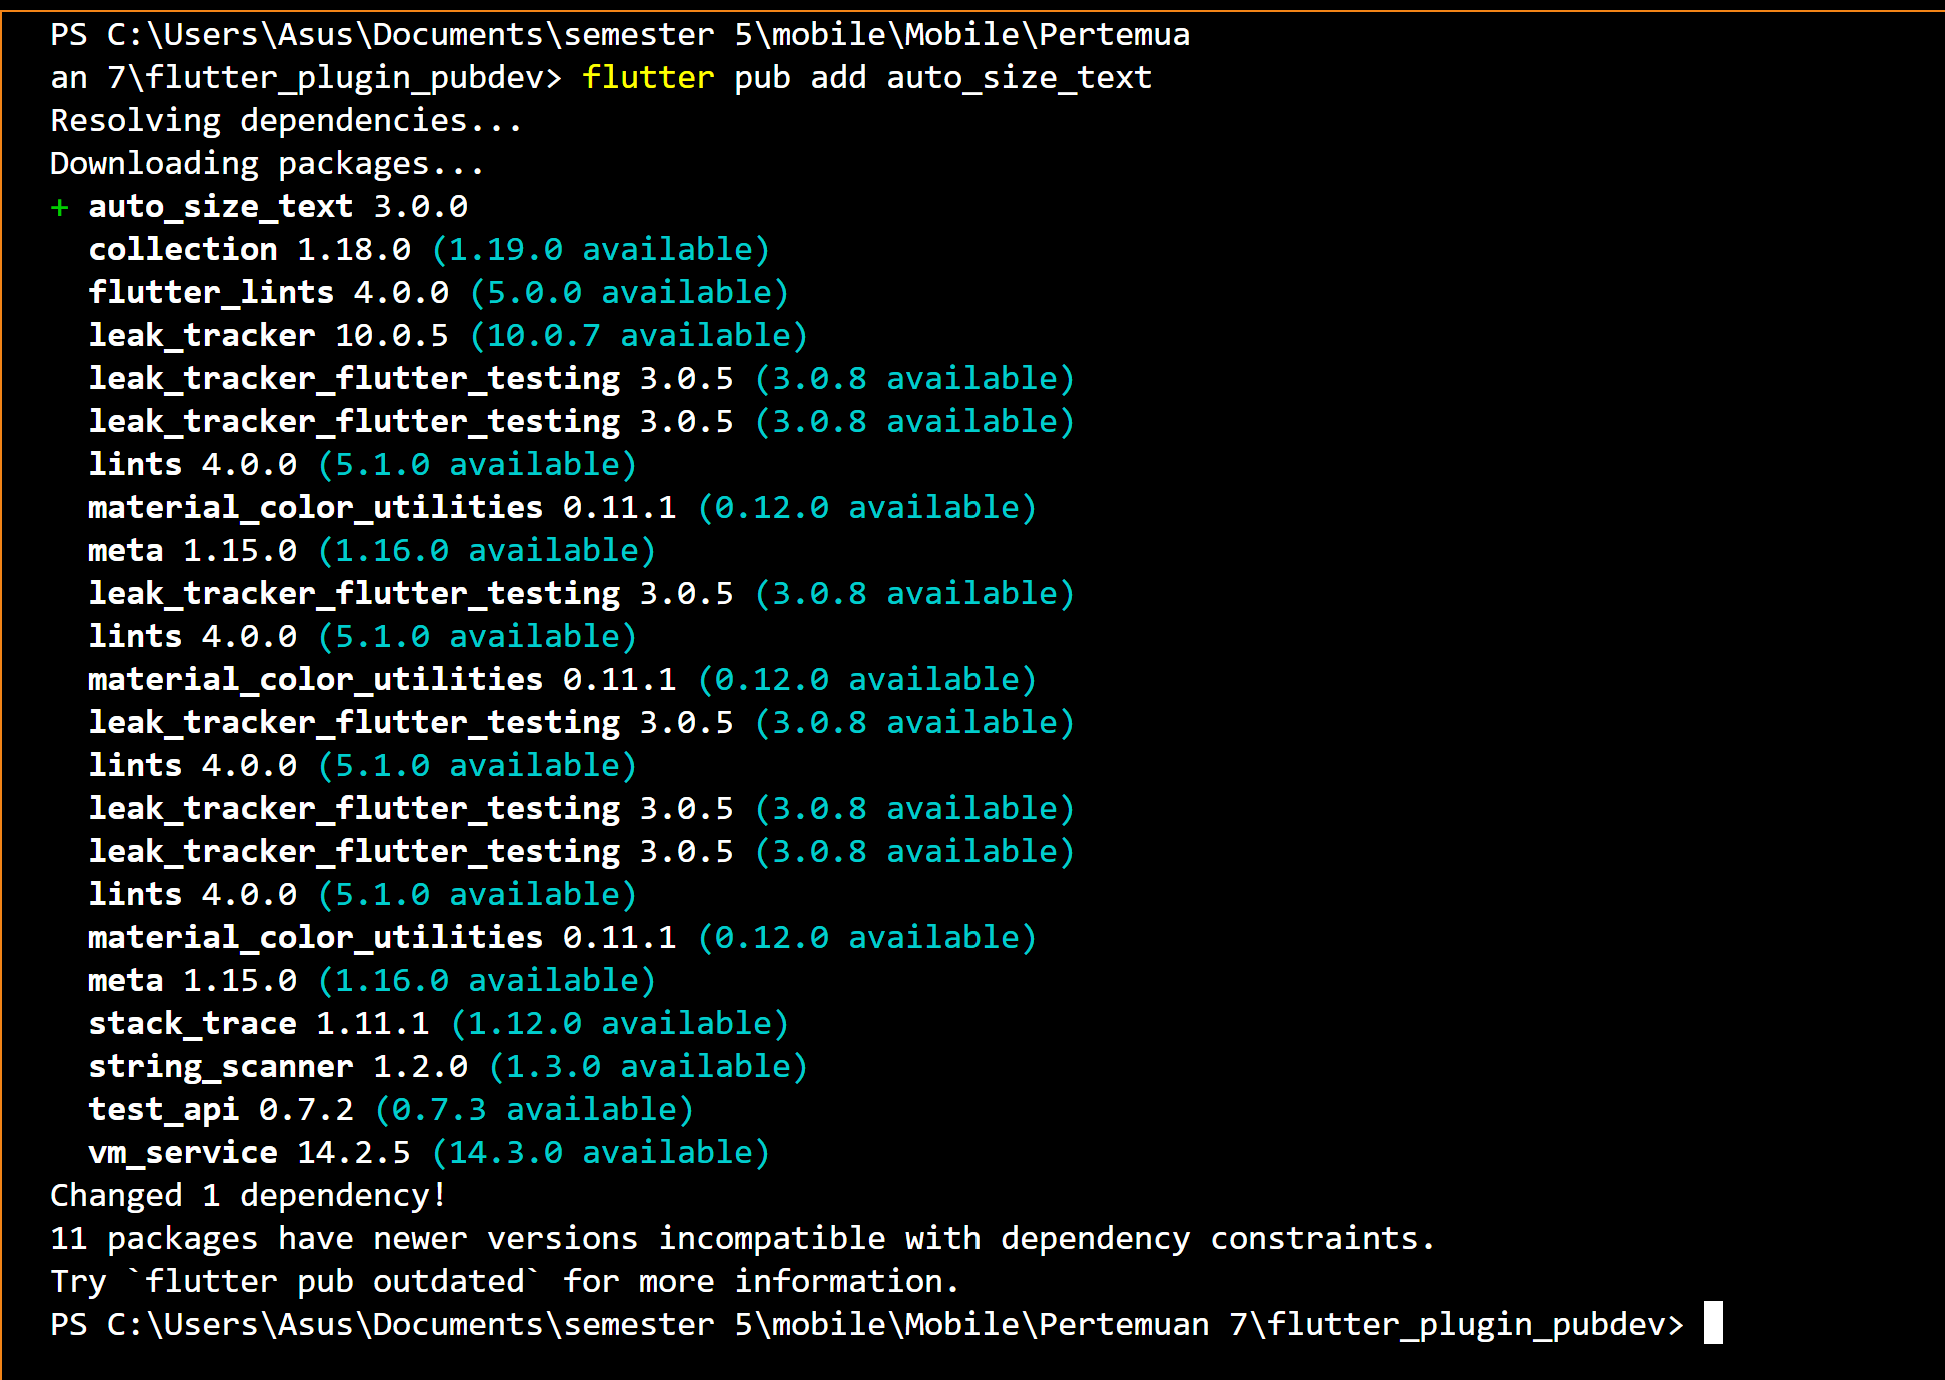 PS C:\Users\Asus\Documents\semester 5\mobile\Mobile\Pertemua
an 7\flutter_plugin_pubdev> flutter pub add auto_size_text
Resolving dependencies...
Downloading packages...
+ auto_size_text 3.0.0
collection 1.18.0 (1.19.0 available)
flutter_lints 4.0.0 (5.0.0 available)
leak_tracker 10.0.5 (10.0.7 available)
leak_tracker_flutter_testing 3.0.5 (3.0.8 available)
leak_tracker_flutter_testing 3.0.5 (3.0.8 available)
lints 4.0.0 (5.1.0 available)
material_color_utilities 0.11.1 (0.12.0 available)
meta 1.15.0 (1.16.0 available)
leak_tracker_flutter_testing 3.0.5 (3.0.8 available)
lints 4.0.0 (5.1.0 available)
material_color_utilities 0.11.1 (0.12.0 available)
leak_tracker_flutter_testing 3.0.5 (3.0.8 available)
lints 4.0.0 (5.1.0 available)
leak_tracker_flutter_testing 3.0.5 (3.0.8 available)
leak_tracker_flutter_testing 3.0.5 (3.0.8 available)
lints 4.0.0 (5.1.0 available)
material_color_utilities 0.11.1 (0.12.0 available)
meta 1.15.0 (1.16.0 available)
stack_trace 1.11.1 (1.12.0 available)
string_scanner 1.2.0 (1.3.0 available)
test_api 0.7.2 (0.7.3 available)
vm_service 14.2.5 (14.3.0 available)
Changed 1 dependency!
11 packages have newer versions incompatible with dependency constraints.
Try `flutter pub outdated` for more information.
PS C:\Users\Asus\Documents\semester 5\mobile\Mobile\Pertemuan 7\flutter_plugin_pubdev>